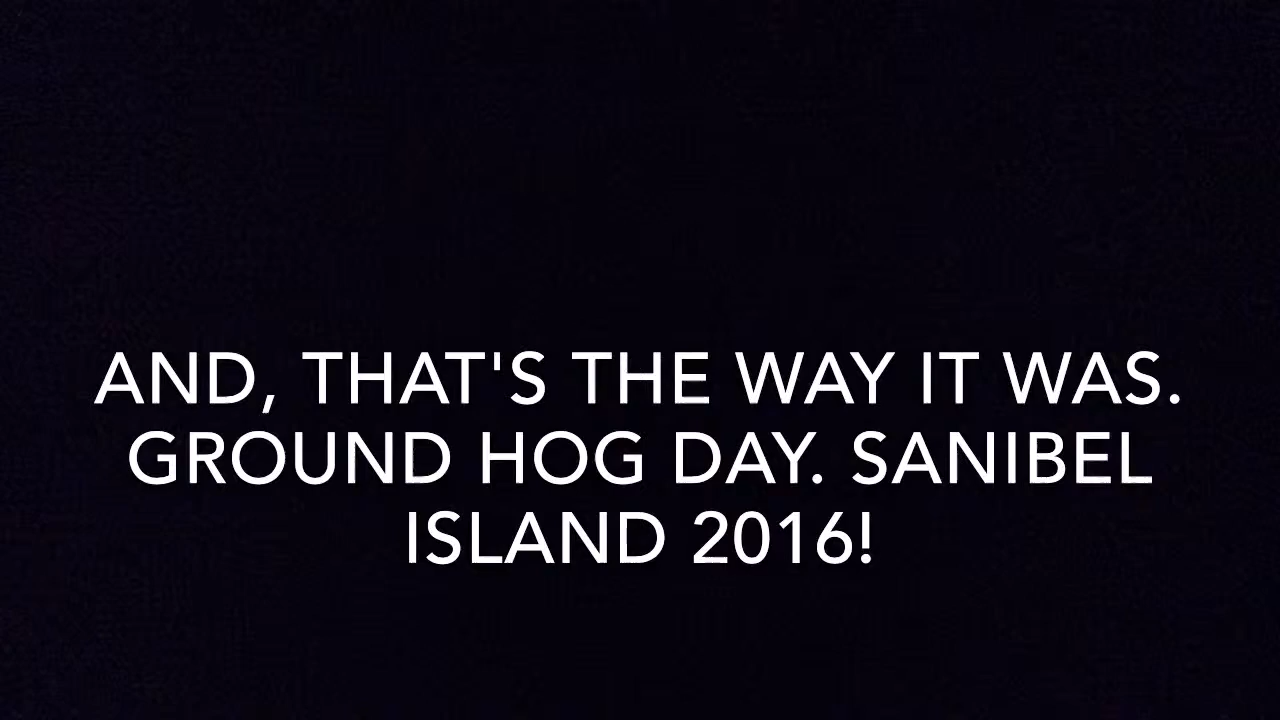 AND, THAT'S THE WAY IT WAS.
GROUND HOG DAY. SANIBEL
ISLAND 2016!